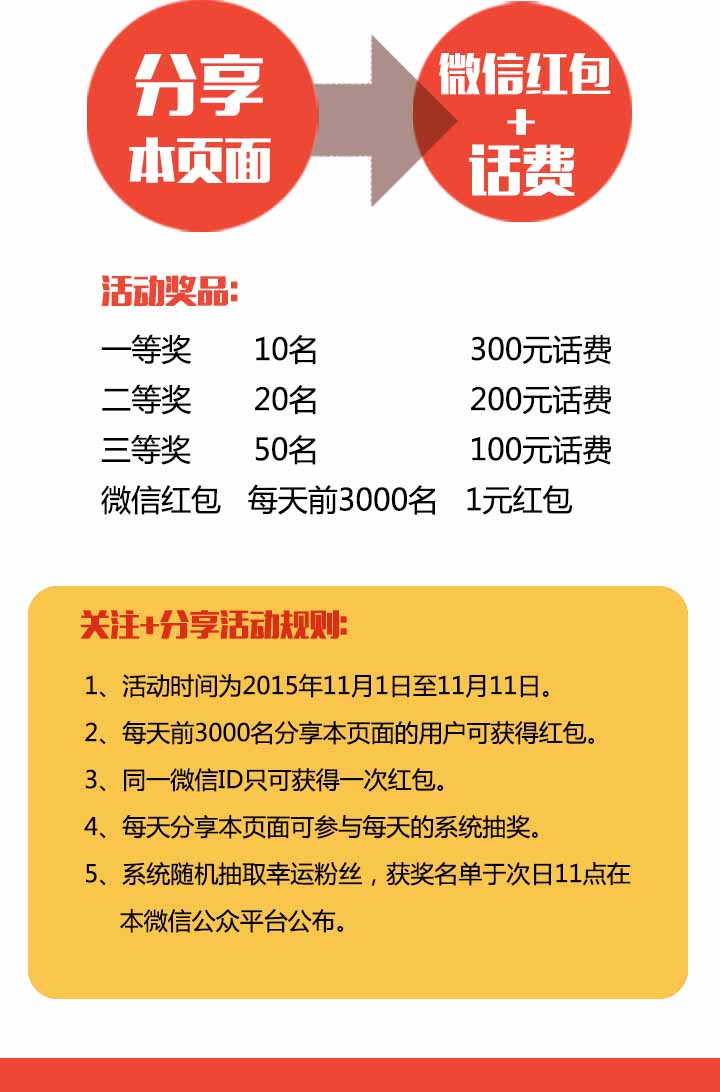 分享
本页面
微信红包
+
话费
活动奖品:
一等奖 10名 300元话费
二等奖 20名 200元话费
三等奖 50名 100元话费
微信红包 每天前3000名 1元红包
关注+分享活动规则:
1、活动时间为2015年11月1日至11月11日。
2、每天前3000名分享本页面的用户可获得红包。
3、同一微信ID只可获得一次红包。
4、每天分享本页面可参与每天的系统抽奖。
5、系统随机抽取幸运粉丝，获奖名单于次日11点在
本微信公众平台公布。